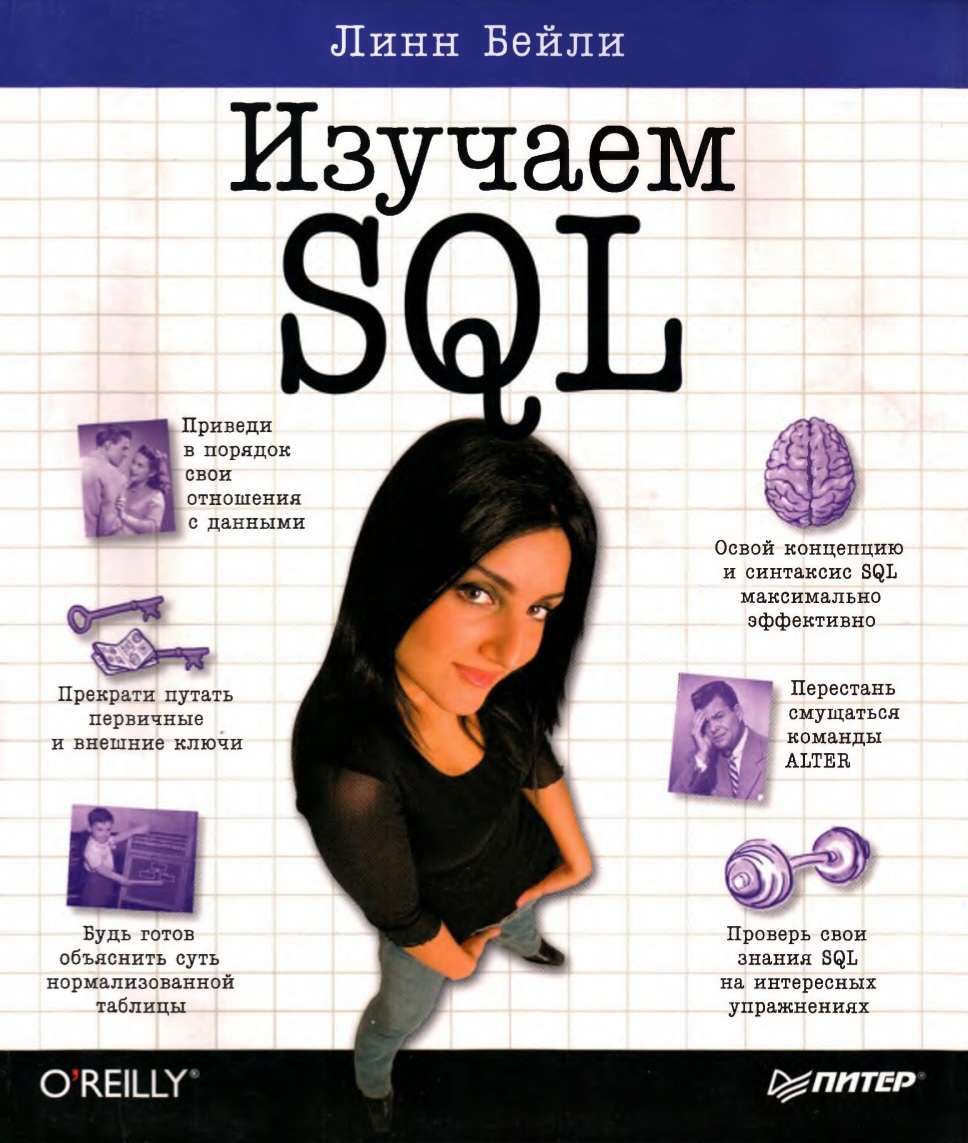 Линн Бейли
Изучаем
SQL
Приведи
в порядок
свои
отношения
с данными
Освой концепцию
и синтаксис SQL
максимально
эффективно
Прекрати путать
первичные
и внешние ключи
Перестань
смущаться
команды
ALTER
Будь готов
объяснить суть
нормализованной
таблицы
Проверь свои
знания SQL
на интересных
упражнениях
O'REILLY®
ПИТЕР®